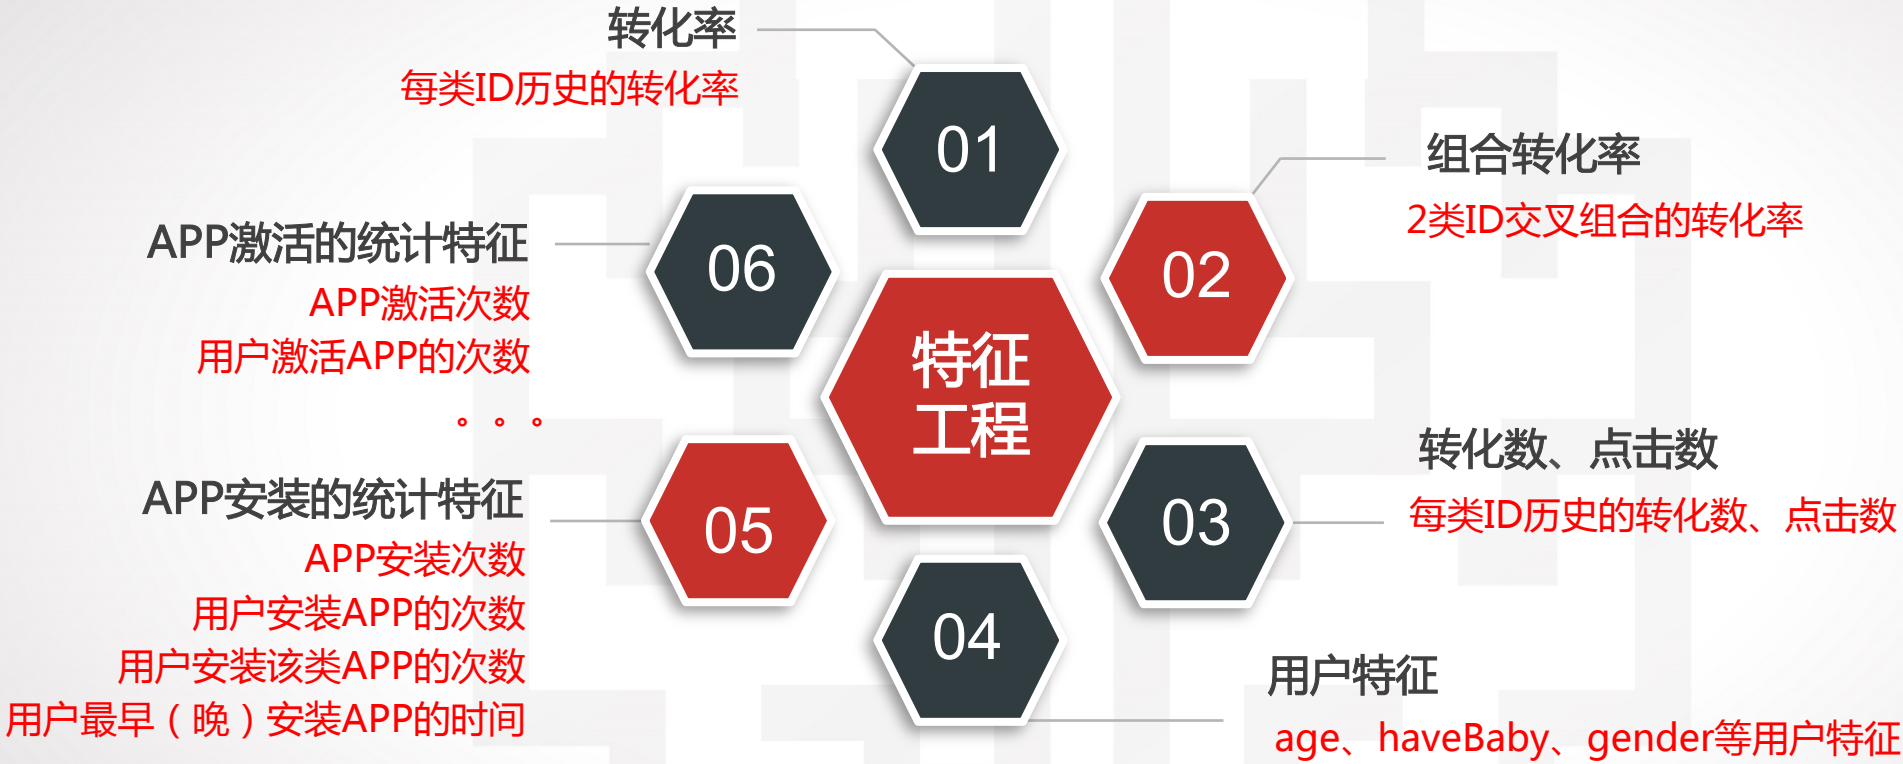 转化率
每类ID历史的转化率
01
组合转化率
2类ID交叉组合的转化率
02
转化数、点击数
每类ID历史的转化数、点击数
03
用户特征
age、haveBaby、gender等用户特征
04
APP安装的统计特征
APP安装次数
用户安装APP的次数
用户安装该类APP的次数
用户最早（晚）安装APP的时间
05
APP激活的统计特征
APP激活次数
用户激活APP的次数
。。。
06
特征
工程